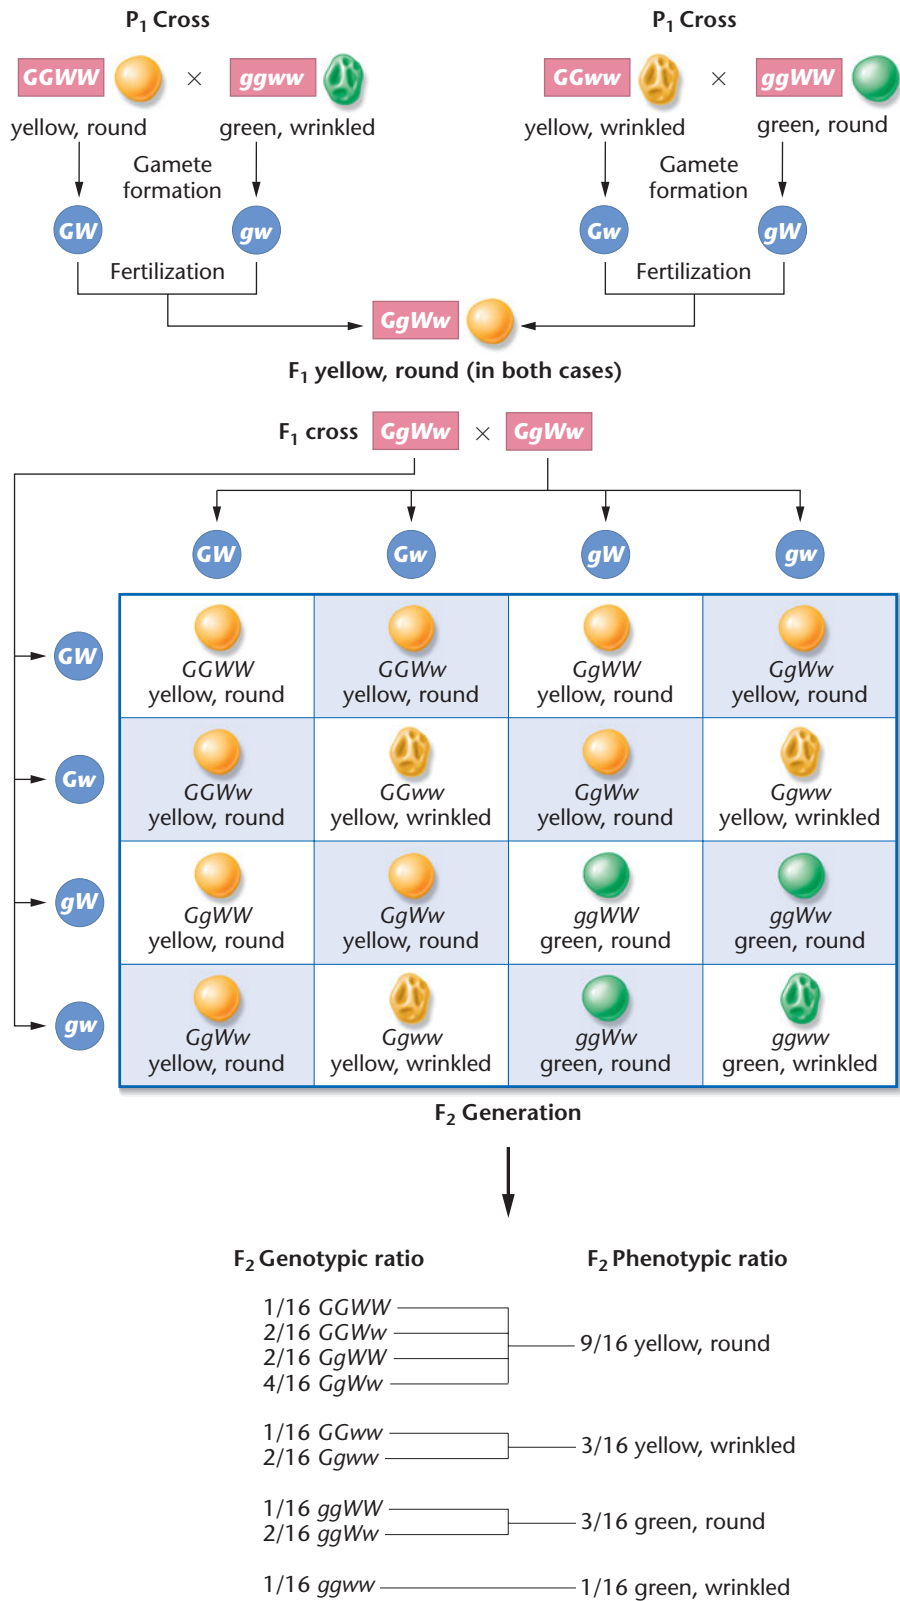 P1 Cross
P1 Cross
GGWW × ggww
GGww × ggWW
yellow, round green, wrinkled
yellow, wrinkled green, round
Gamete
formation
Gamete
formation
GW gw
Gw gW
Fertilization
Fertilization
GgWw
F1 yellow, round (in both cases)
F1 cross GgWw × GgWw
GW Gw gW gw
GW
GGWW GGWw GgWW GgWw
yellow, round yellow, round yellow, round yellow, round
Gw
GGWw GGww GgWw Ggww
yellow, round yellow, wrinkled yellow, round yellow, wrinkled
gW
GgWW GgWw ggWW ggWw
yellow, round yellow, round green, round green, round
gw
GgWw Ggww ggWw ggww
yellow, round yellow, wrinkled green, round green, wrinkled
F2 Generation
F2 Genotypic ratio F2 Phenotypic ratio
1/16 GGWW
2/16 GGWw
2/16 GgWW
4/16 GgWw
9/16 yellow, round
1/16 GGww
2/16 Ggww
3/16 yellow, wrinkled
1/16 ggWW
2/16 ggWw
3/16 green, round
1/16 ggww
1/16 green, wrinkled